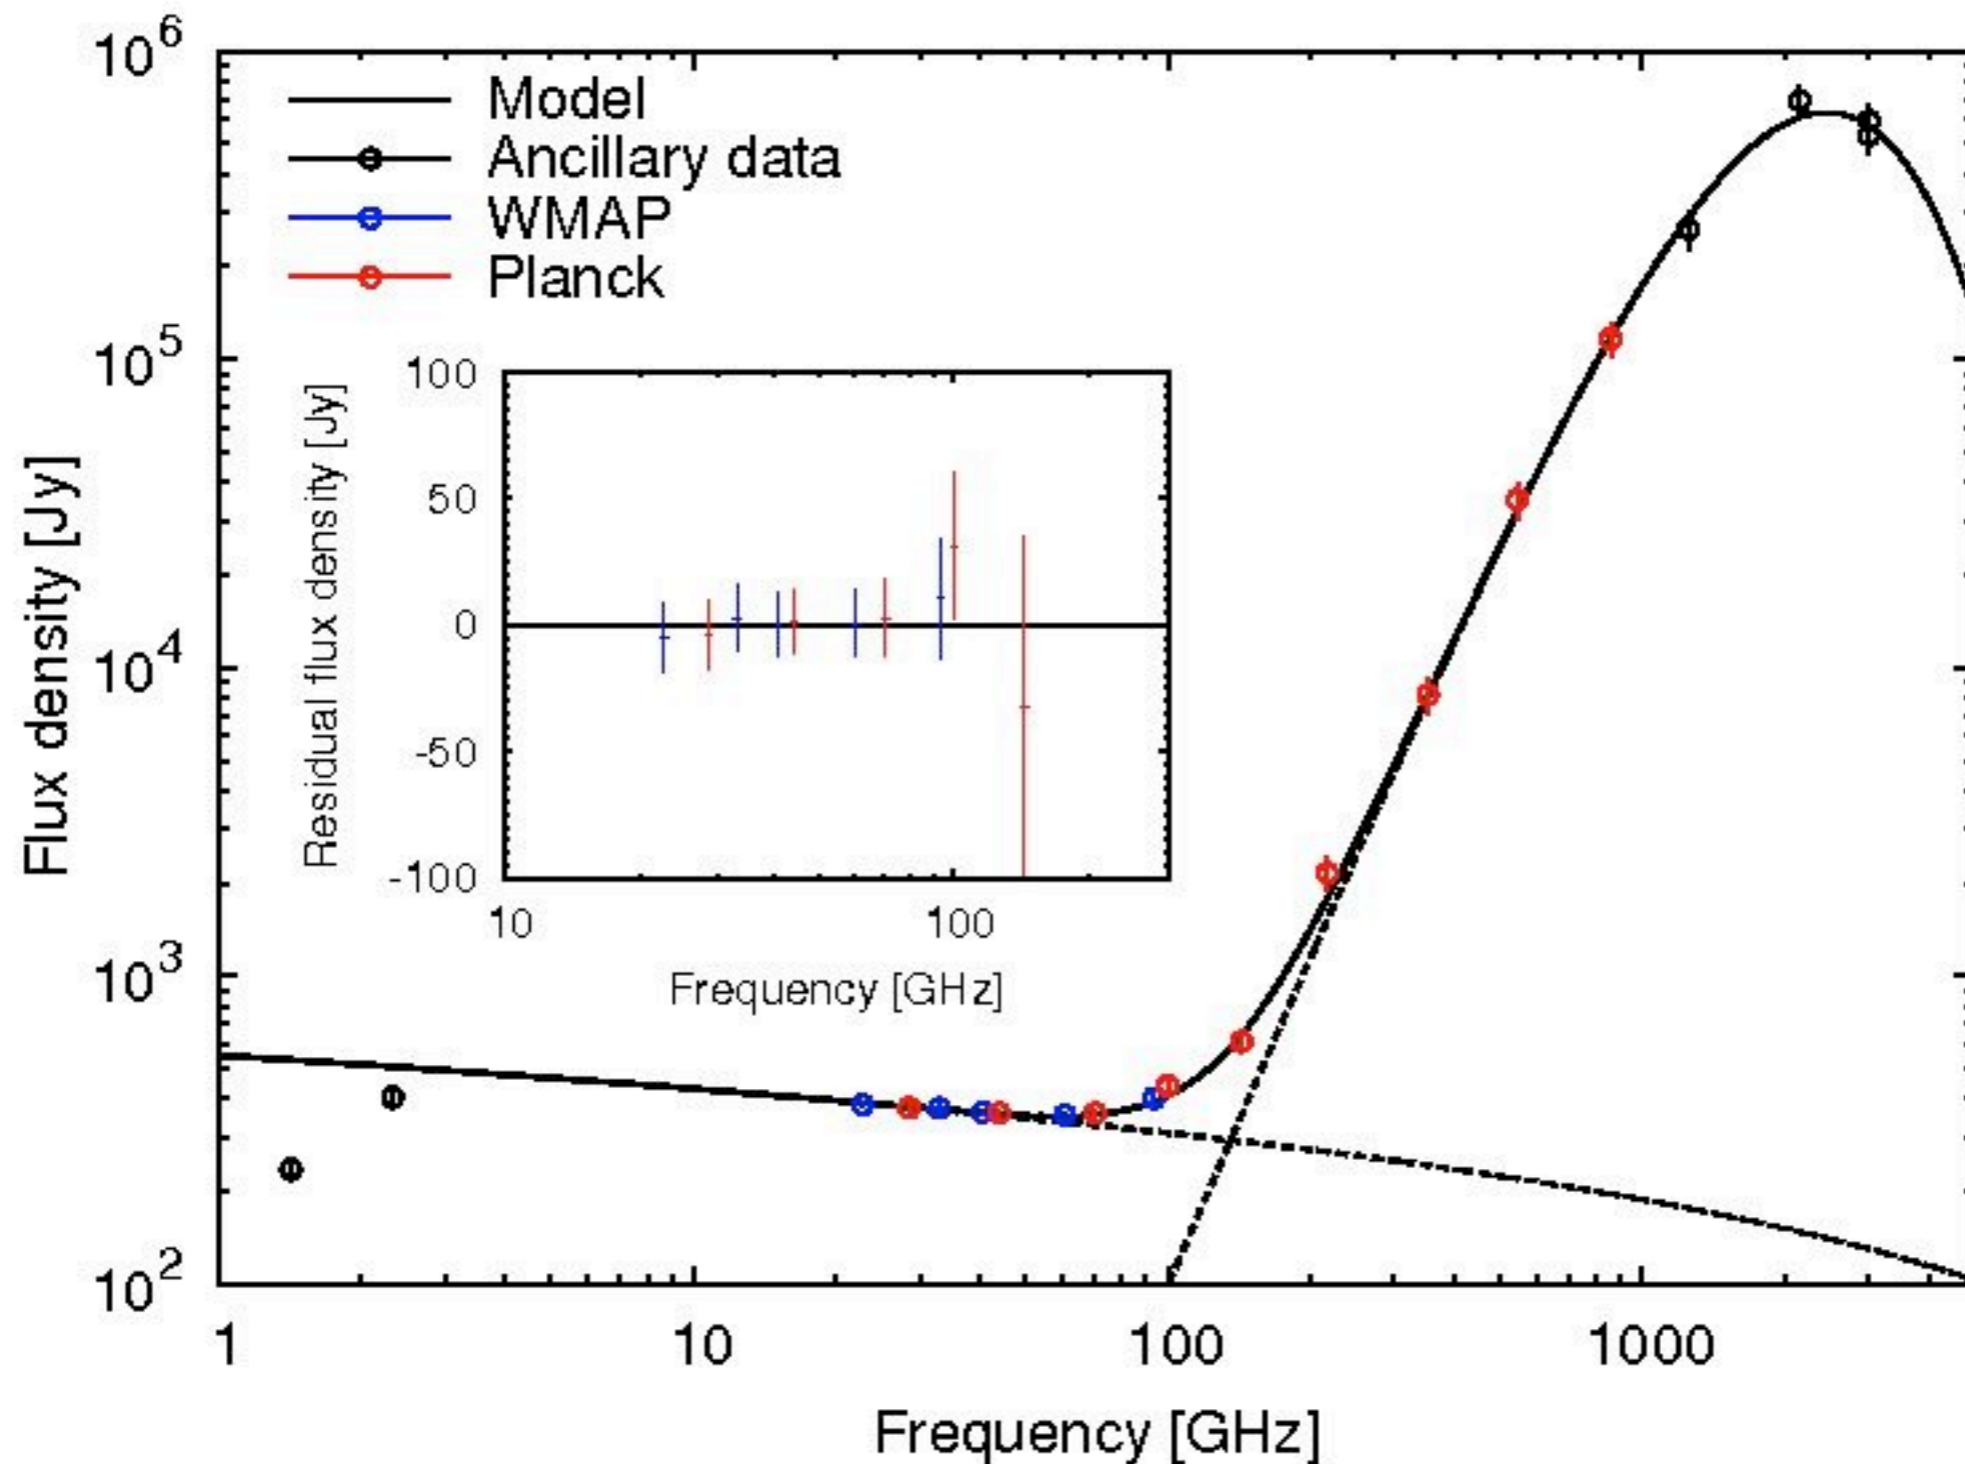 10^6
10^5
10^4
10^3
10^2
Flux density [Jy]
Model
Ancillary data
WMAP
Planck
100
50
0
-50
-100
Residual flux density [Jy]
10 100
Frequency [GHz]
1 10 100 1000
Frequency [GHz]